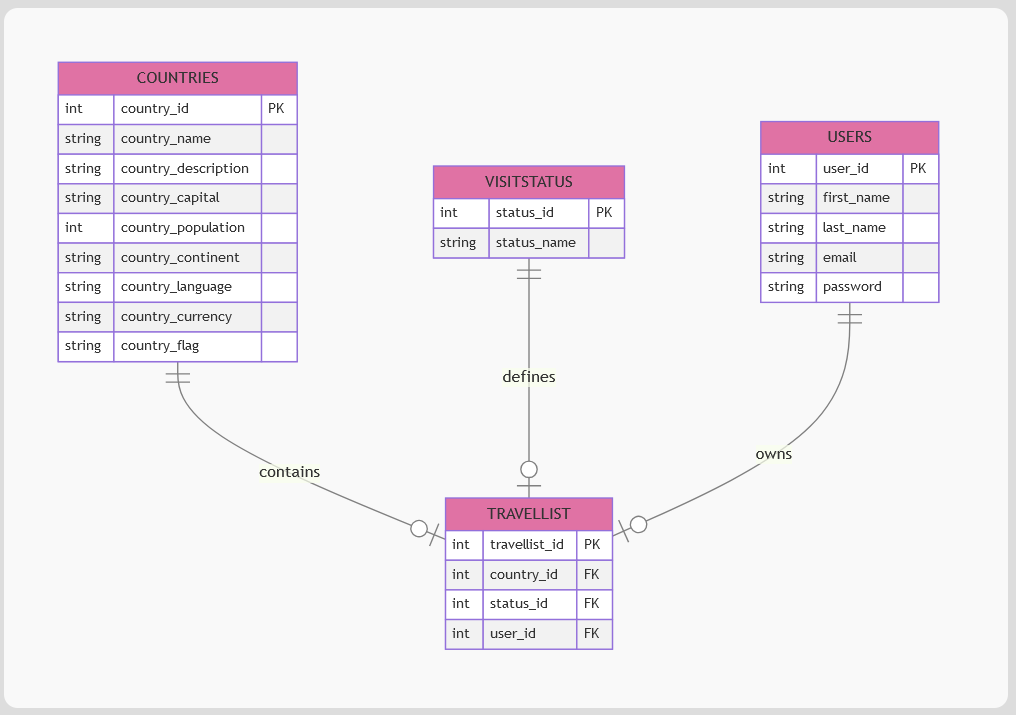 COUNTRIES
int country_id PK
string country_name
string country_description
string country_capital
int country_population
string country_continent
string country_language
string country_currency
string country_flag
VISITSTATUS
int status_id PK
string status_name
USERS
int user_id PK
string first_name
string last_name
string email
string password
defines
owns
contains
TRAVELLIST
int travellist_id PK
int country_id FK
int status_id FK
int user_id FK